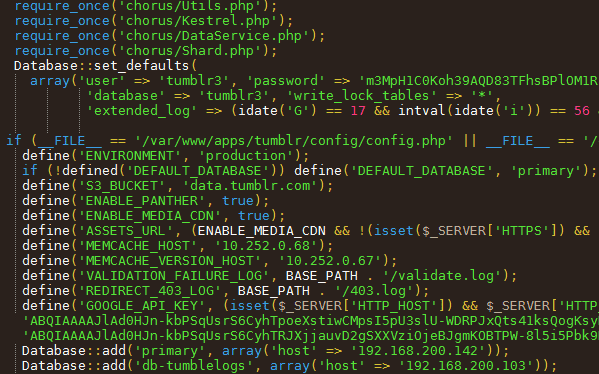 require_once('chorus/Utils.php');
require_once('chorus/Kestrel.php');
require_once('chorus/DataService.php');
require_once('chorus/Shard.php');
Database::set_defaults(
array('user' => 'tumblr3', 'password' => 'm3MpH1C0Koh39AQD83TFhsBPlOM1R
'database' => 'tumblr3', 'write_lock_tables' => '*',
'extended_log' => (idate('G') == 17 && intval(idate('i')) == 56
if (__FILE__ == '/var/www/apps/tumblr/config/config.php' || __FILE__ == '/
define('ENVIRONMENT', 'production');
if (!defined('DEFAULT_DATABASE')) define('DEFAULT_DATABASE', 'primary');
define('S3_BUCKET', 'data.tumblr.com');
define('ENABLE_PANTHER', true);
define('ENABLE_MEDIA_CDN', true);
define('ASSETS_URL', (ENABLE_MEDIA_CDN && !(isset($_SERVER['HTTPS']) &&
define('MEMCACHE_HOST', '10.252.0.68');
define('MEMCACHE_VERSION_HOST', '10.252.0.67');
define('VALIDATION_FAILURE_LOG', BASE_PATH . '/validate.log');
define('REDIRECT_403_LOG', BASE_PATH . '/403.log');
define('GOOGLE_API_KEY', (isset($_SERVER['HTTP_HOST']) && $_SERVER['HTTP_
'ABQIAAAAJlAd0HJn-kbPSqUsrS6CyhTpoeXstiwCMpsI5pU3slU-WDRPJxQts41ksQogKsy
'ABQIAAAAJlAd0HJn-kbPSqUsrS6CyhTRJXjjauvD2gSXXVziOjeBJgmKOBTPW-8l5i5Pbk9
Database::add('primary', array('host' => '192.168.200.142'));
Database::add('db-tumblelogs', array('host' => '192.168.200.103'));